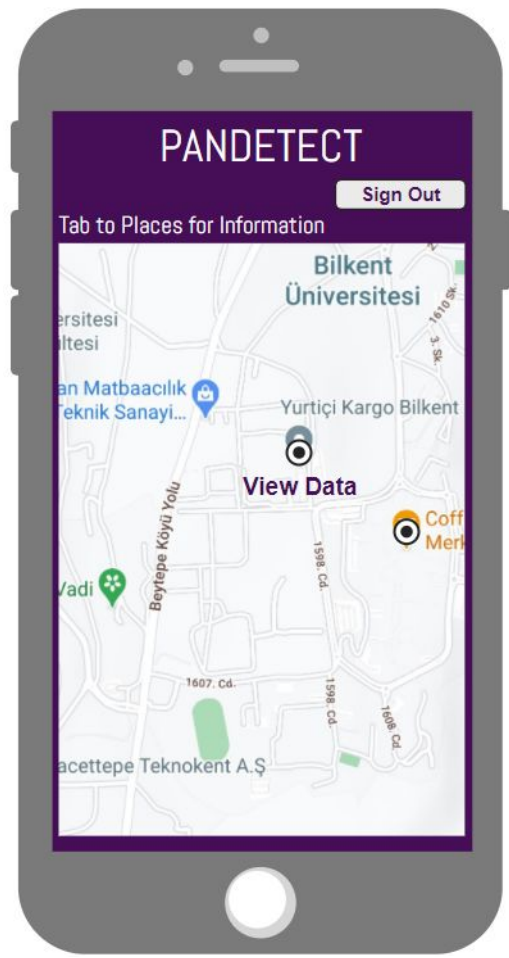 PANDETECT
Sign Out
Tab to Places for Information
Bilkent
Üniversitesi
1610 Sk.
2.
3. Sk.
ersitesi
ltesi
an Matbaacılık
Teknik Sanayi...
Yurtiçi Kargo Bilkent
View Data
Coff
Merk
Beytepe Köyü Yolu
1598. Cd.
Vadi
1607. Cd.
1598. Cd.
1608. Cd.
acettepe Teknokent A.Ş